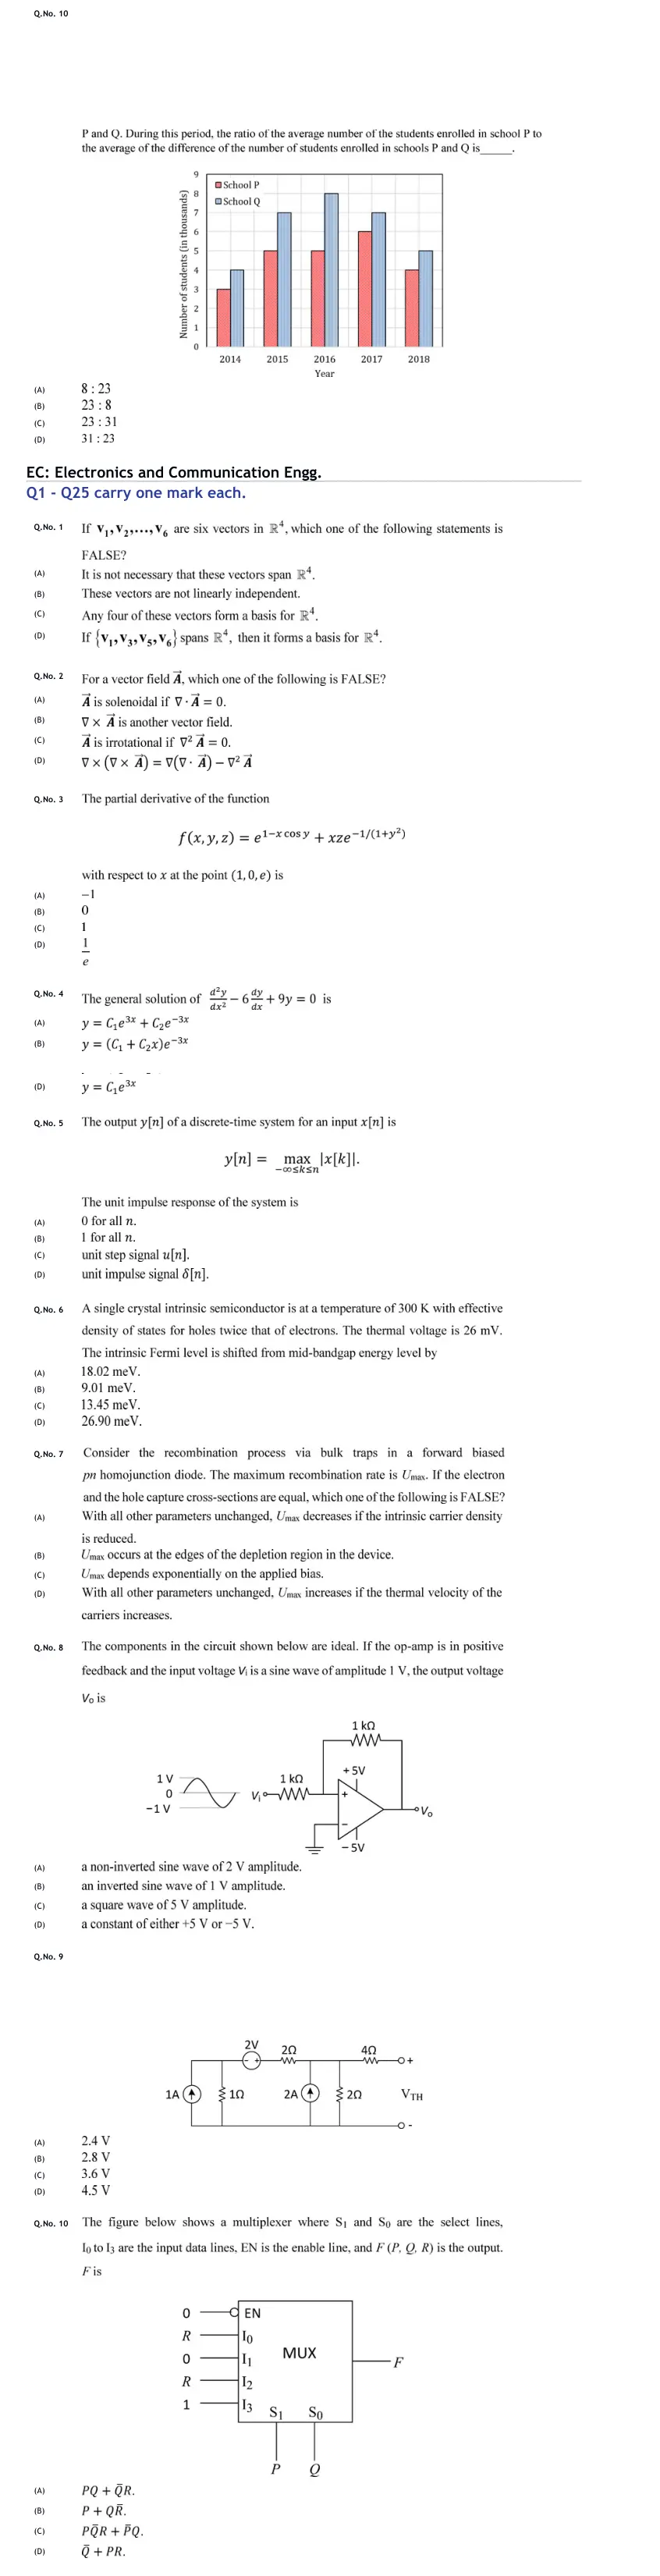 Q.No. 10
P and Q. During this period, the ratio of the average number of the students enrolled in school P to
the average of the difference of the number of students enrolled in schools P and Q is______.
Number of students (in thousands)
9
8
7
6
5
4
3
2
1
0
School P
School Q
2014 2015 2016 2017 2018
Year
(A) 8 : 23
(B) 23 : 8
(C) 23 : 31
(D) 31 : 23
EC: Electronics and Communication Engg.
Q1 - Q25 carry one mark each.
Q.No. 1 If v₁, v₂, ..., v₆ are six vectors in ℝ⁴, which one of the following statements is
FALSE?
(A) It is not necessary that these vectors span ℝ⁴.
(B) These vectors are not linearly independent.
(C) Any four of these vectors form a basis for ℝ⁴.
(D) If {v₁, v₃, v₅, v₆} spans ℝ⁴, then it forms a basis for ℝ⁴.
Q.No. 2 For a vector field A⃗, which one of the following is FALSE?
(A) A⃗ is solenoidal if ∇ · A⃗ = 0.
(B) ∇ × A⃗ is another vector field.
(C) A⃗ is irrotational if ∇² A⃗ = 0.
(D) ∇ × (∇ × A⃗) = ∇(∇ · A⃗) − ∇² A⃗
Q.No. 3 The partial derivative of the function
f(x, y, z) = e^(1−x cos y) + xze^(−1/(1+y²))
with respect to x at the point (1, 0, e) is
(A) −1
(B) 0
(C) 1
(D) 1/e
Q.No. 4 The general solution of d²y/dx² − 6 dy/dx + 9y = 0 is
(A) y = C₁e³ˣ + C₂e⁻³ˣ
(B) y = (C₁ + C₂x)e⁻³ˣ
(D) y = C₁e³ˣ
Q.No. 5 The output y[n] of a discrete-time system for an input x[n] is
y[n] = max |x[k]|.
−∞≤k≤n
The unit impulse response of the system is
(A) 0 for all n.
(B) 1 for all n.
(C) unit step signal u[n].
(D) unit impulse signal δ[n].
Q.No. 6 A single crystal intrinsic semiconductor is at a temperature of 300 K with effective
density of states for holes twice that of electrons. The thermal voltage is 26 mV.
The intrinsic Fermi level is shifted from mid-bandgap energy level by
(A) 18.02 meV.
(B) 9.01 meV.
(C) 13.45 meV.
(D) 26.90 meV.
Q.No. 7 Consider the recombination process via bulk traps in a forward biased
pn homojunction diode. The maximum recombination rate is Umax. If the electron
and the hole capture cross-sections are equal, which one of the following is FALSE?
(A) With all other parameters unchanged, Umax decreases if the intrinsic carrier density
is reduced.
(B) Umax occurs at the edges of the depletion region in the device.
(C) Umax depends exponentially on the applied bias.
(D) With all other parameters unchanged, Umax increases if the thermal velocity of the
carriers increases.
Q.No. 8 The components in the circuit shown below are ideal. If the op-amp is in positive
feedback and the input voltage Vi is a sine wave of amplitude 1 V, the output voltage
Vo is
1 kΩ
+5V
1 V
0
−1 V
Vi
1 kΩ
+
−
Vo
−5V
(A) a non-inverted sine wave of 2 V amplitude.
(B) an inverted sine wave of 1 V amplitude.
(C) a square wave of 5 V amplitude.
(D) a constant of either +5 V or −5 V.
Q.No. 9
2V 2Ω 4Ω
- + +
1A 1Ω 2A 2Ω VTH
-
(A) 2.4 V
(B) 2.8 V
(C) 3.6 V
(D) 4.5 V
Q.No. 10 The figure below shows a multiplexer where S₁ and S₀ are the select lines,
I₀ to I₃ are the input data lines, EN is the enable line, and F (P, Q, R) is the output.
F is
0 EN
R I₀
MUX
0 I₁
F
R I₂
1 I₃
S₁ S₀
P Q
(A) PQ + Q̄R.
(B) P + QR̄.
(C) PQ̄R + P̄Q.
(D) Q̄ + PR.